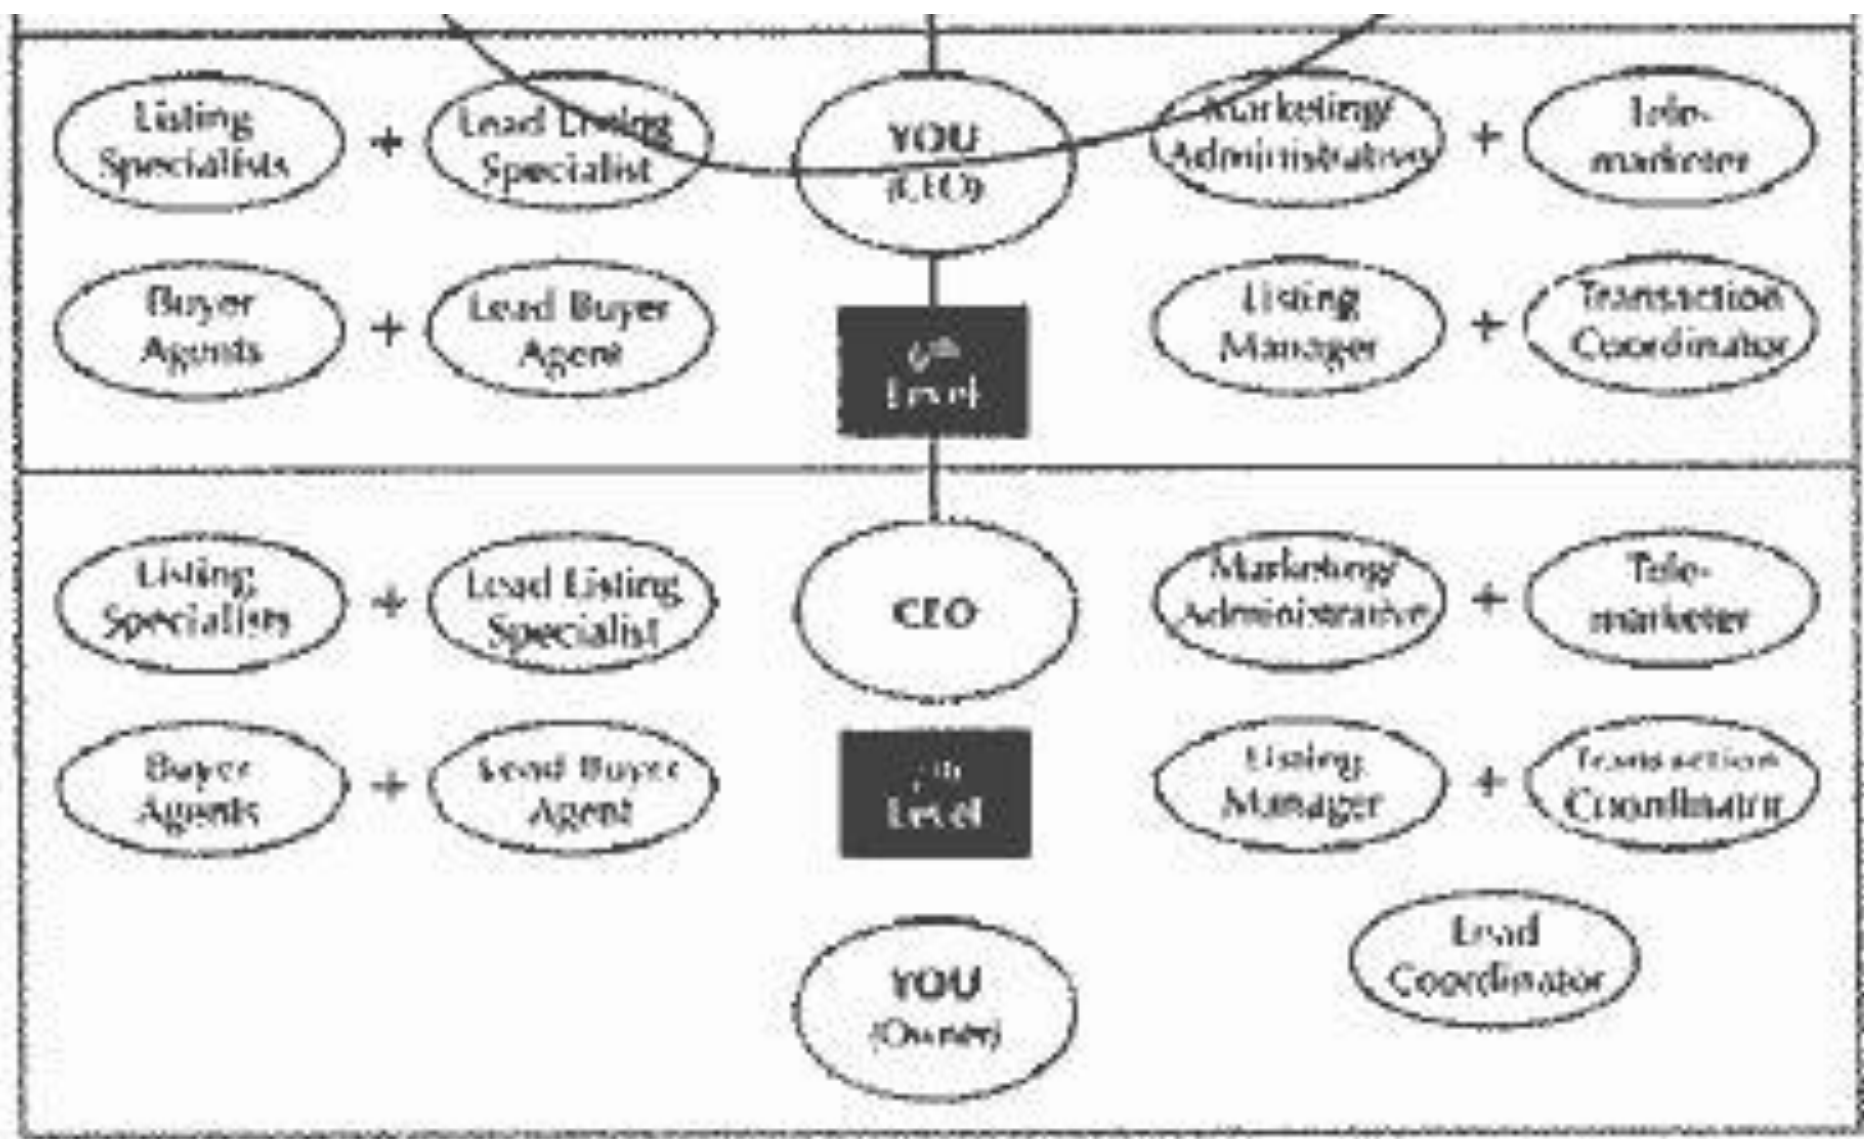 Listing
Specialists
+
Lead Listing
Specialist
YOU
(CEO)
Marketing/
Administrative
+
Tele-
marketer
Buyer
Agents
+
Lead Buyer
Agent
6th
Level
Listing
Manager
+
Transaction
Coordinator
Listing
Specialists
+
Lead Listing
Specialist
CEO
Marketing/
Administrative
+
Tele-
marketer
Buyer
Agents
+
Lead Buyer
Agent
7th
Level
Listing
Manager
+
Transaction
Coordinator
YOU
(Owner)
Lead
Coordinator